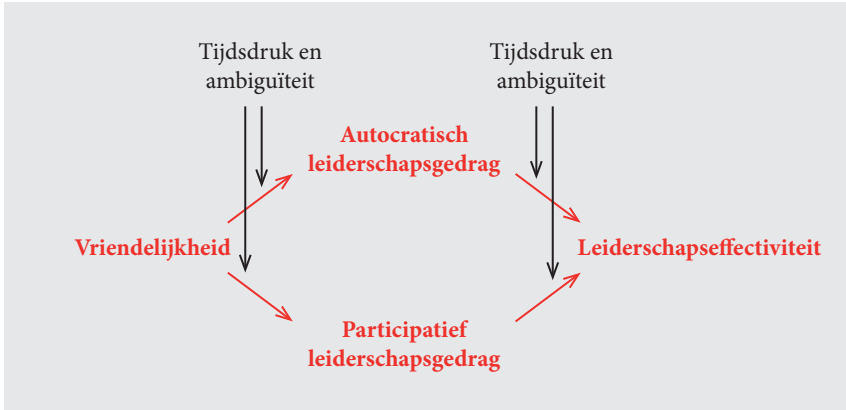 Tijdsdruk en
ambiguïteit
Tijdsdruk en
ambiguïteit
Autocratisch
leiderschapsgedrag
Vriendelijkheid
Leiderschapseffectiviteit
Participatief
leiderschapsgedrag